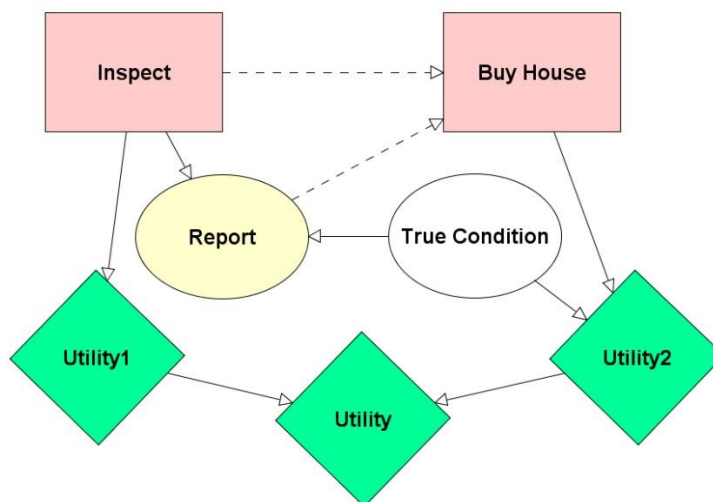 Inspect
Buy House
Report
True Condition
Utility1
Utility2
Utility